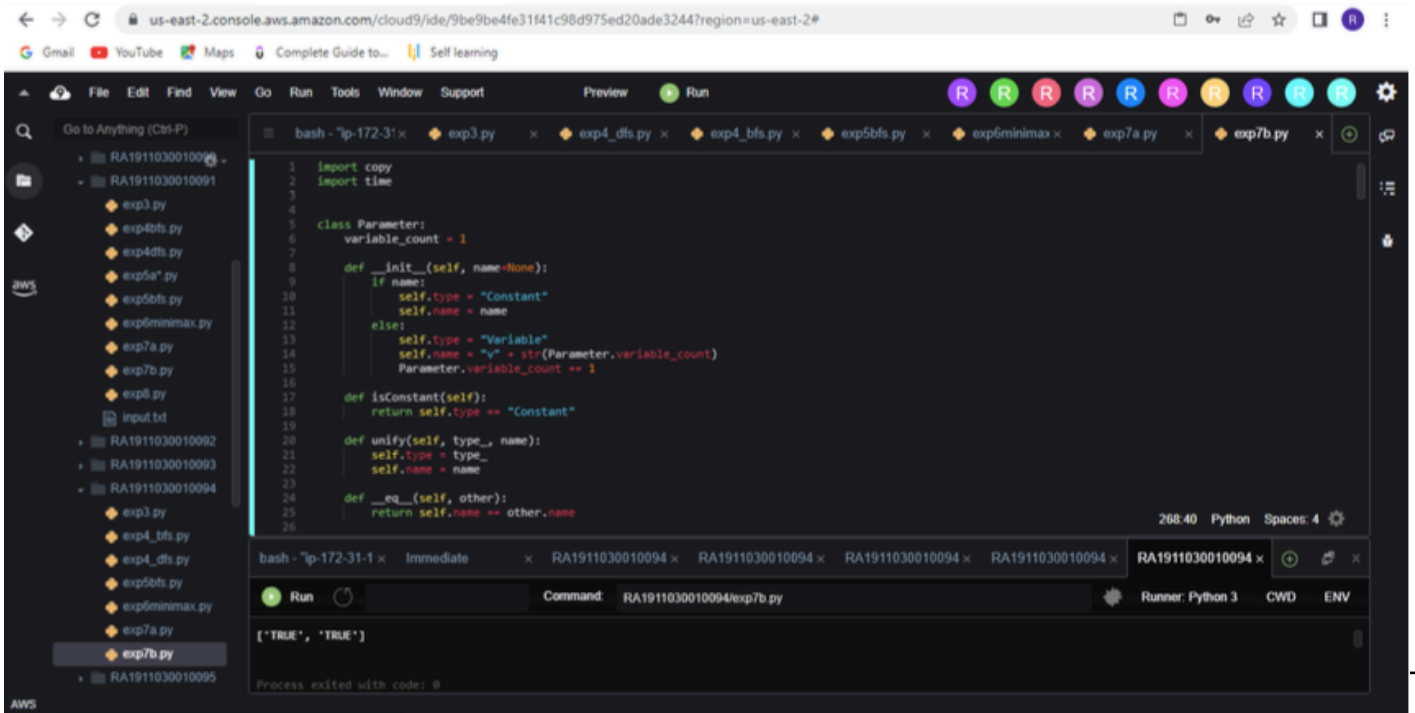 us-east-2.console.aws.amazon.com/cloud9/ide/9be9be4fe31f41c98d975ed20ade3244?region=us-east-2#
R
G Gmail YouTube Maps Complete Guide to... Self learning
File Edit Find View Go Run Tools Window Support Preview Run R R R R R R R R R R
Go to Anything (Ctrl-P)
bash - "ip-172-31 exp3.py exp4_dfs.py exp4_bfs.py exp5bfs.py exp6minimax exp7a.py exp7b.py
RA1911030010090
RA1911030010091
exp3.py
exp4bfs.py
exp4dfs.py
exp5a*.py
exp5bfs.py
exp6minimax.py
exp7a.py
exp7b.py
exp8.py
input.txt
RA1911030010092
RA1911030010093
RA1911030010094
exp3.py
exp4_bfs.py
exp4_dfs.py
exp5bfs.py
exp6minimax.py
exp7a.py
exp7b.py
RA1911030010095
aws
AWS
1 import copy
2 import time
3
4
5 class Parameter:
6 variable_count = 1
7
8 def __init__(self, name=None):
9 if name:
10 self.type = "Constant"
11 self.name = name
12 else:
13 self.type = "Variable"
14 self.name = "v" + str(Parameter.variable_count)
15 Parameter.variable_count += 1
16
17 def isConstant(self):
18 return self.type == "Constant"
19
20 def unify(self, type_, name):
21 self.type = type_
22 self.name = name
23
24 def __eq__(self, other):
25 return self.name == other.name
26
268:40 Python Spaces: 4
bash - "ip-172-31-1 Immediate RA1911030010094 RA1911030010094 RA1911030010094 RA1911030010094 RA1911030010094
Run Command: RA1911030010094/exp7b.py Runner: Python 3 CWD ENV
['TRUE', 'TRUE']
Process exited with code: 0